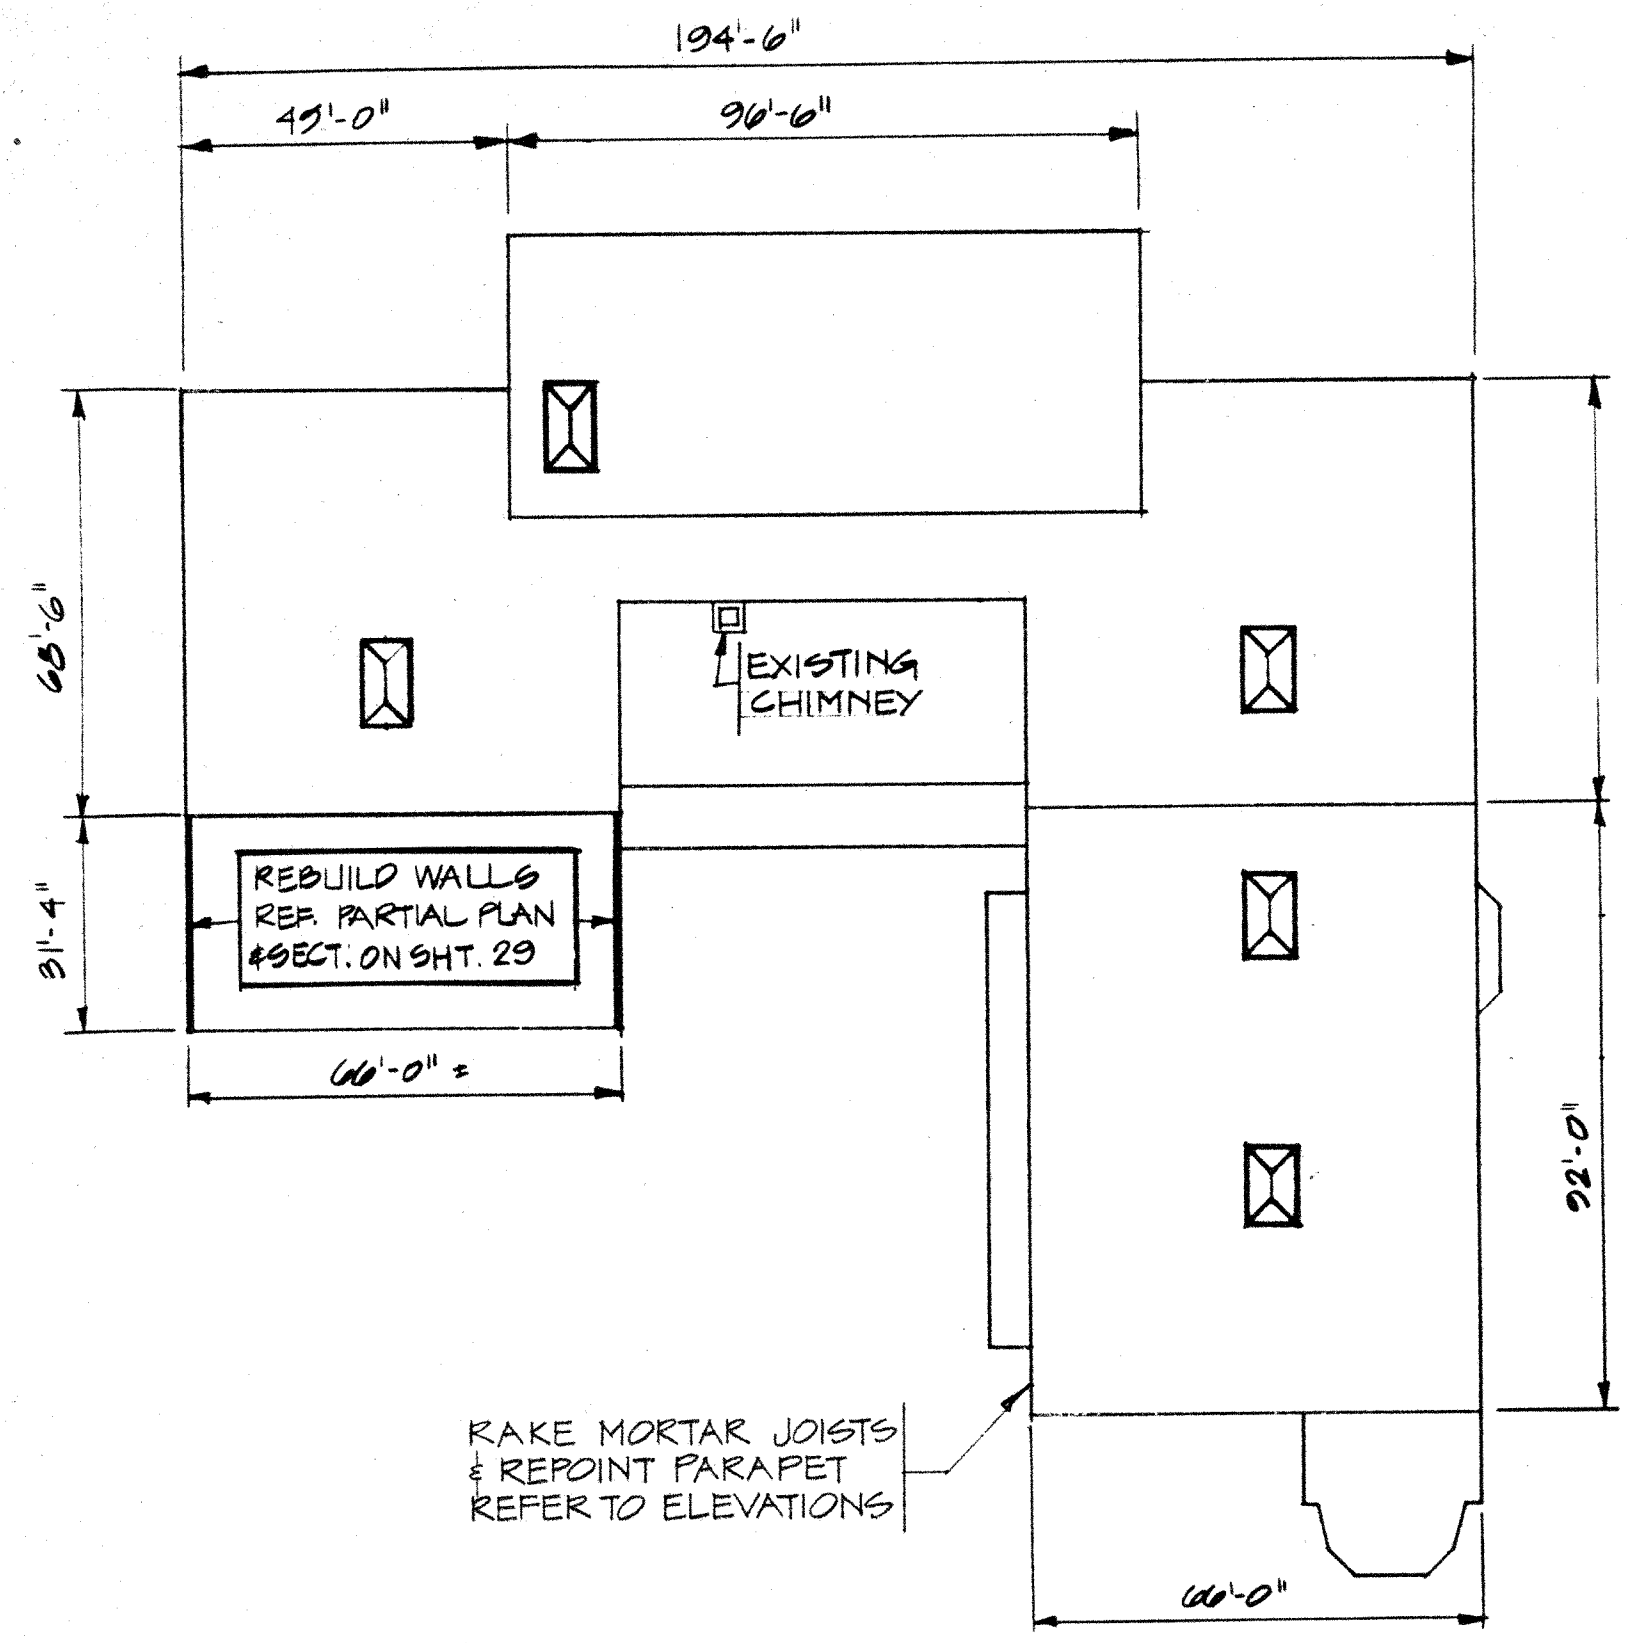 194'-6"
49'-0"
96'-6"
68'-6"
EXISTING
CHIMNEY
31'-4"
REBUILD WALLS
REF. PARTIAL PLAN
& SECT. ON SHT. 29
66'-0" ±
92'-0"
RAKE MORTAR JOISTS
& REPOINT PARAPET
REFER TO ELEVATIONS
66'-0"